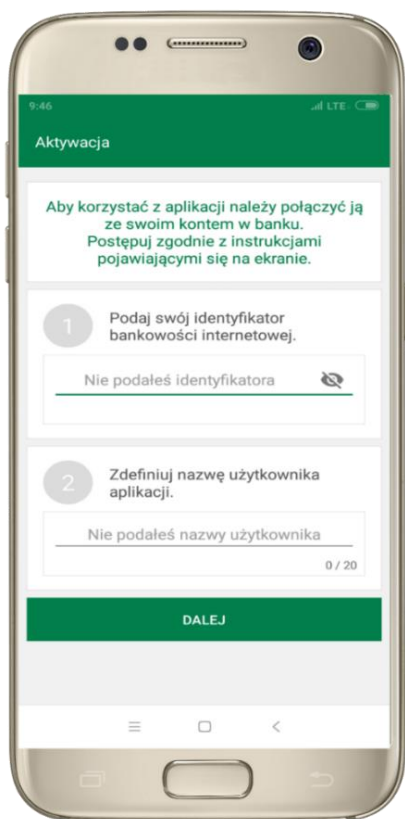 9:46
LTE
Aktywacja
Aby korzystać z aplikacji należy połączyć ją
ze swoim kontem w banku.
Postępuj zgodnie z instrukcjami
pojawiającymi się na ekranie.
1
Podaj swój identyfikator
bankowości internetowej.
Nie podałeś identyfikatora
2
Zdefiniuj nazwę użytkownika
aplikacji.
Nie podałeś nazwy użytkownika
0 / 20
DALEJ